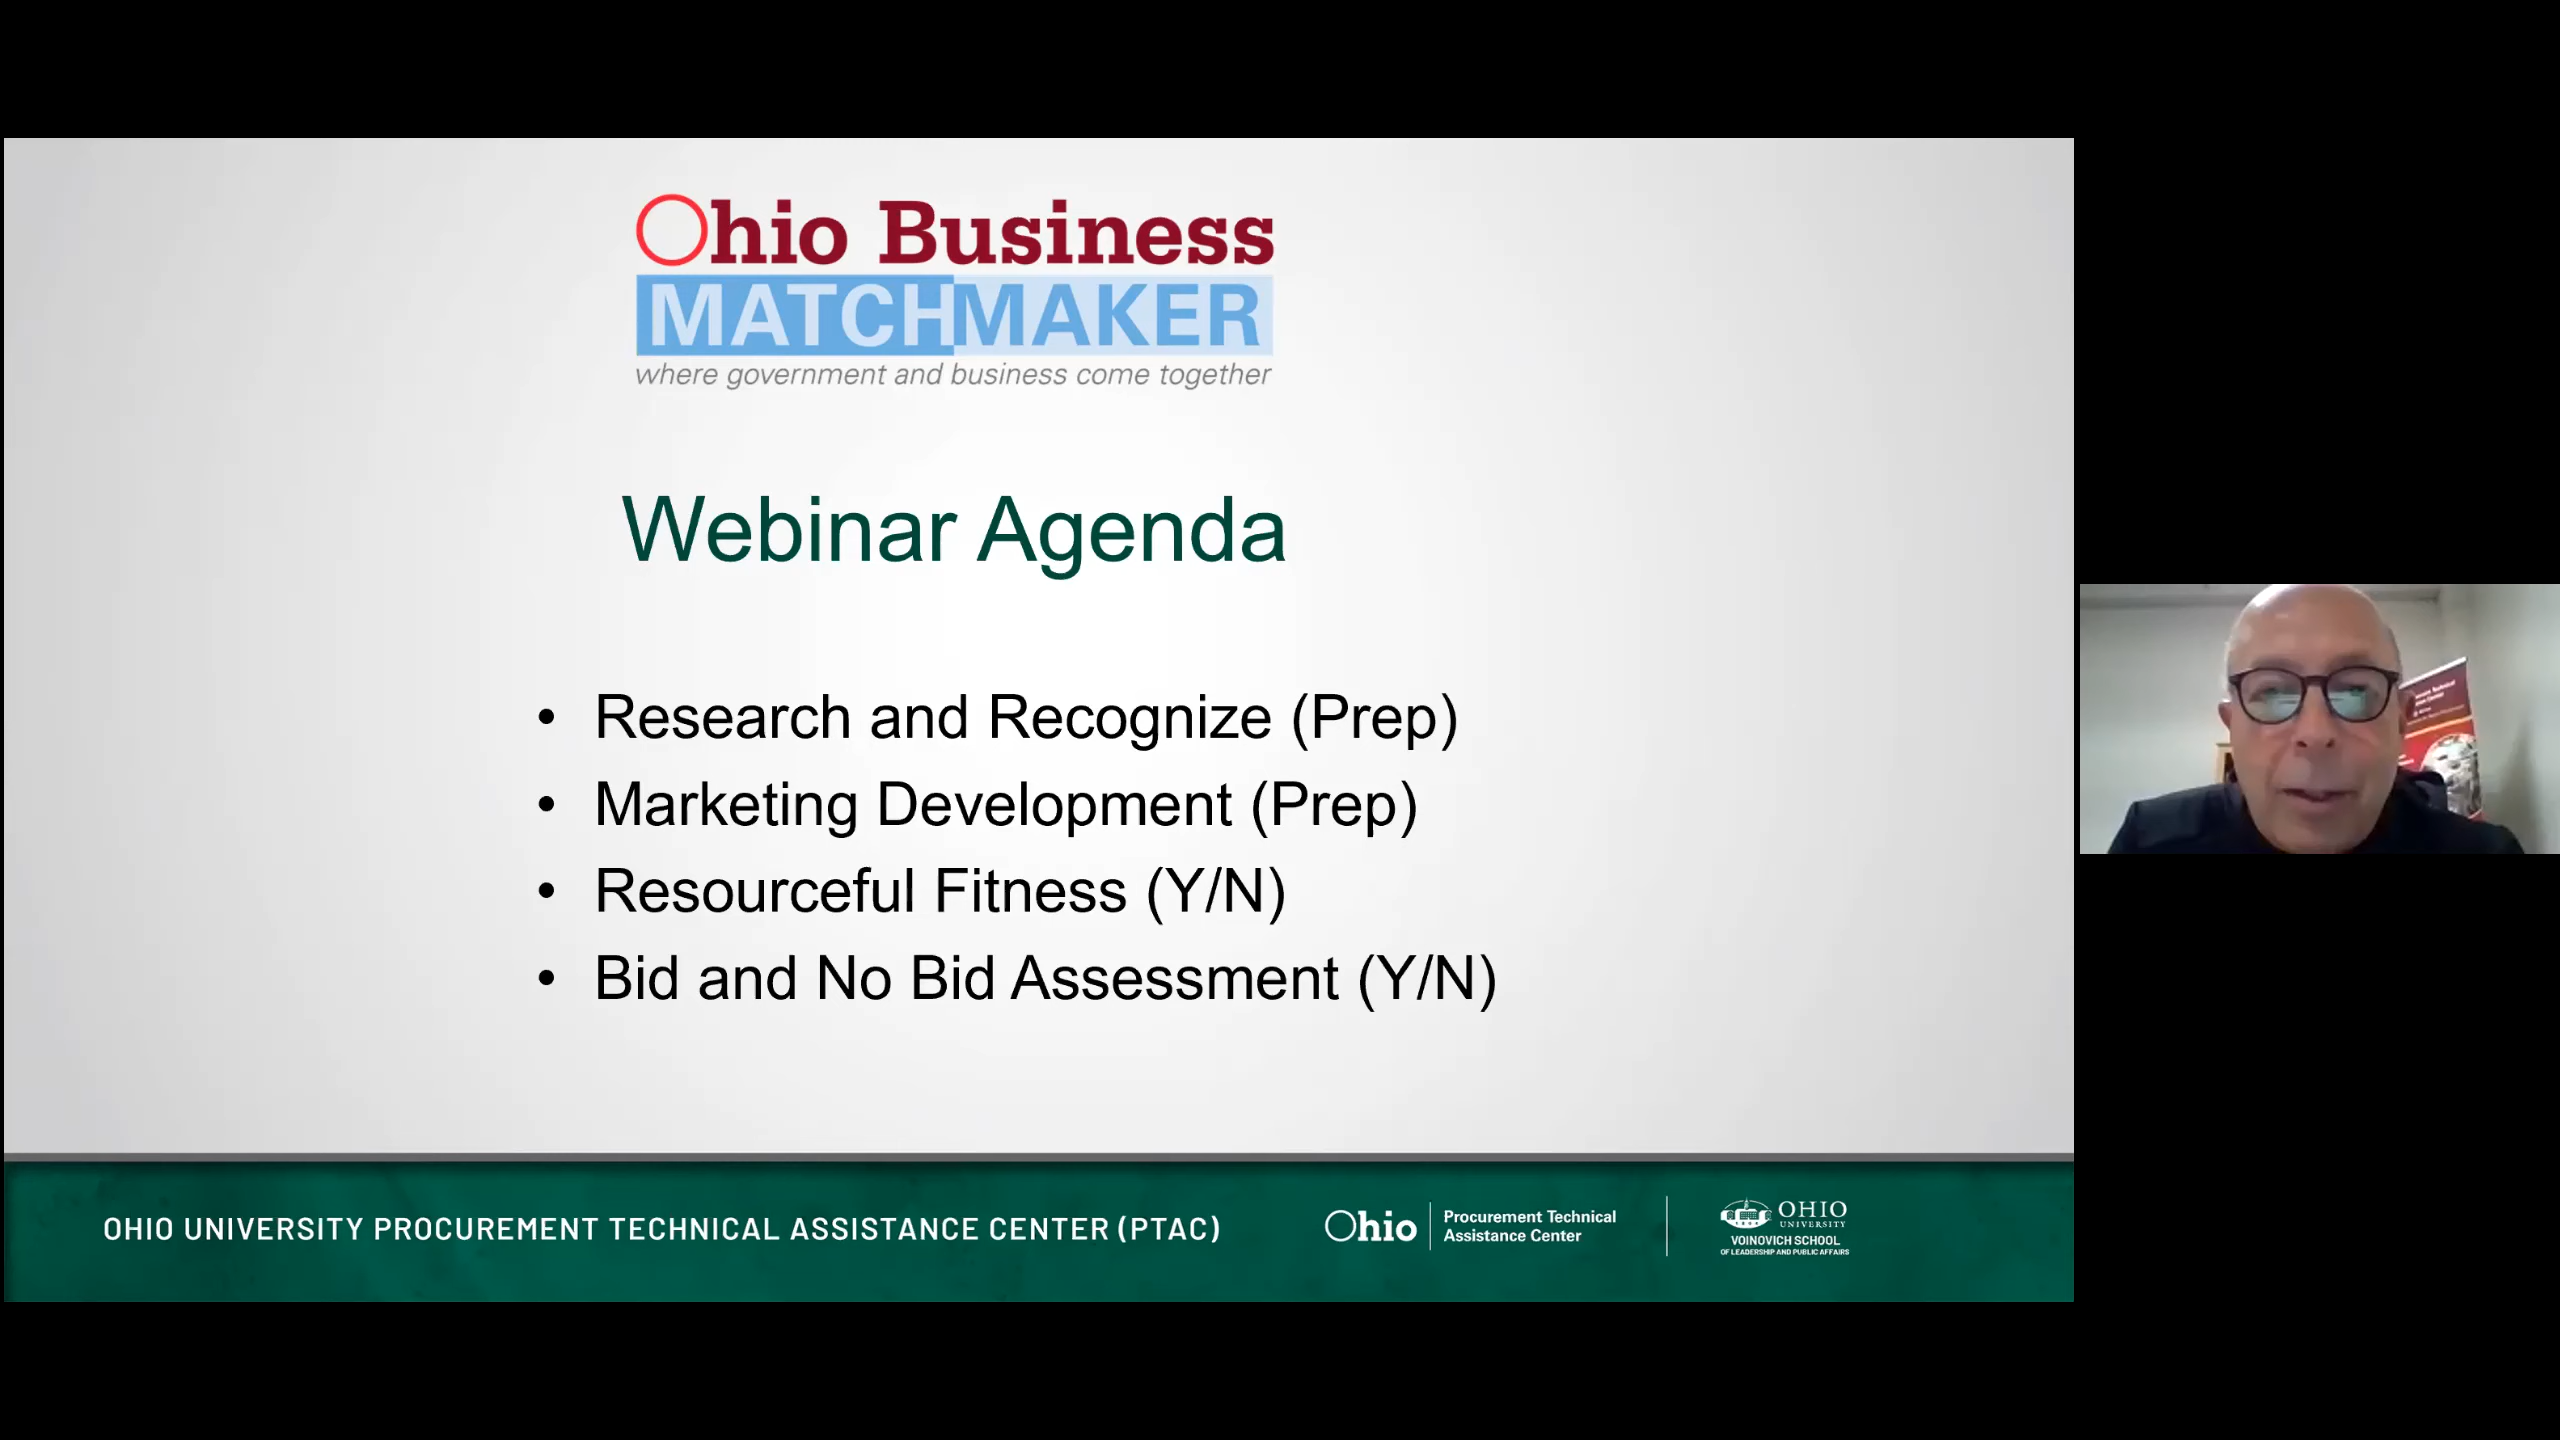 Ohio Business
MATCHMAKER
where government and business come together
Webinar Agenda
• Research and Recognize (Prep)
• Marketing Development (Prep)
• Resourceful Fitness (Y/N)
• Bid and No Bid Assessment (Y/N)
OHIO UNIVERSITY PROCUREMENT TECHNICAL ASSISTANCE CENTER (PTAC)
Ohio
Procurement Technical
Assistance Center
OHIO
UNIVERSITY
VOINOVICH SCHOOL
OF LEADERSHIP AND PUBLIC AFFAIRS